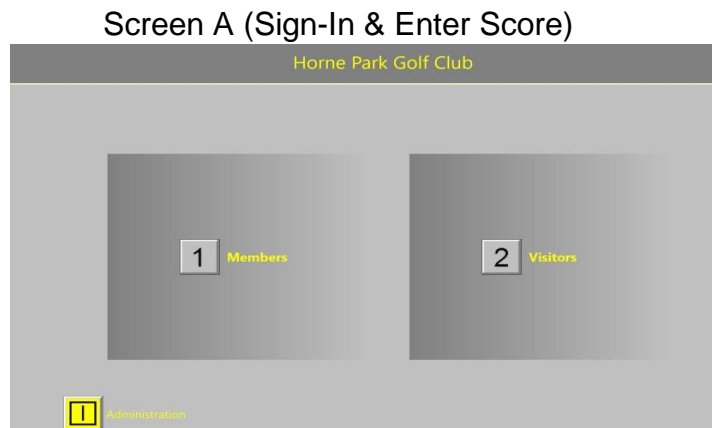 Screen A (Sign-In & Enter Score)
Horne Park Golf Club
1 Members
2 Visitors
I Administration